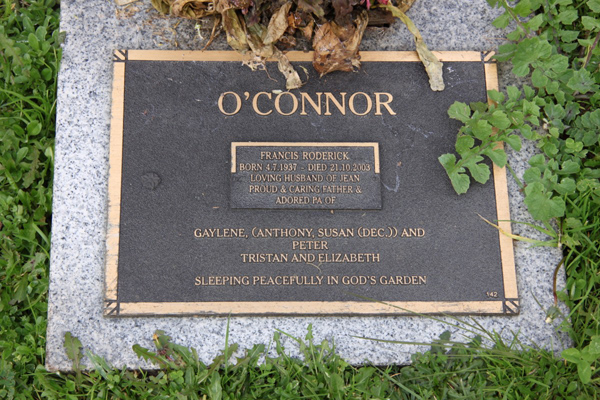 O'CONNOR
FRANCIS RODERICK
BORN 4.7.1937 - DIED 21.10.2003
LOVING HUSBAND OF JEAN
PROUD & CARING FATHER &
ADORED PA OF
GAYLENE, (ANTHONY, SUSAN (DEC.)) AND
PETER
TRISTAN AND ELIZABETH
SLEEPING PEACEFULLY IN GOD'S GARDEN
142